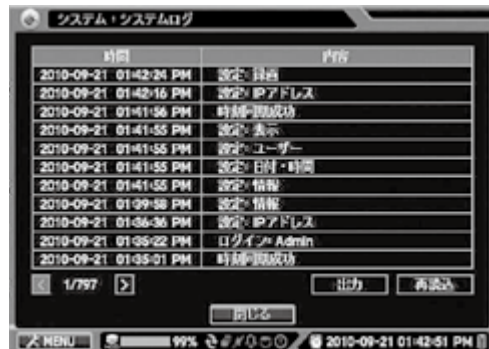 システム・システムログ
時間 内容
2010-09-21 01:42:24 PM 設定: 録画
2010-09-21 01:42:16 PM 設定: IPアドレス
2010-09-21 01:41:56 PM 時刻同期成功
2010-09-21 01:41:55 PM 設定: 表示
2010-09-21 01:41:55 PM 設定: ユーザー
2010-09-21 01:41:55 PM 設定: 日付・時間
2010-09-21 01:41:55 PM 設定: 情報
2010-09-21 01:39:58 PM 設定: 情報
2010-09-21 01:36:36 PM 設定: IPアドレス
2010-09-21 01:35:22 PM ログイン: Admin
2010-09-21 01:35:01 PM 時刻同期成功
< 1/797 > 出力 再読込
閉じる
MENU 99% 2010-09-21 01:42:51 PM